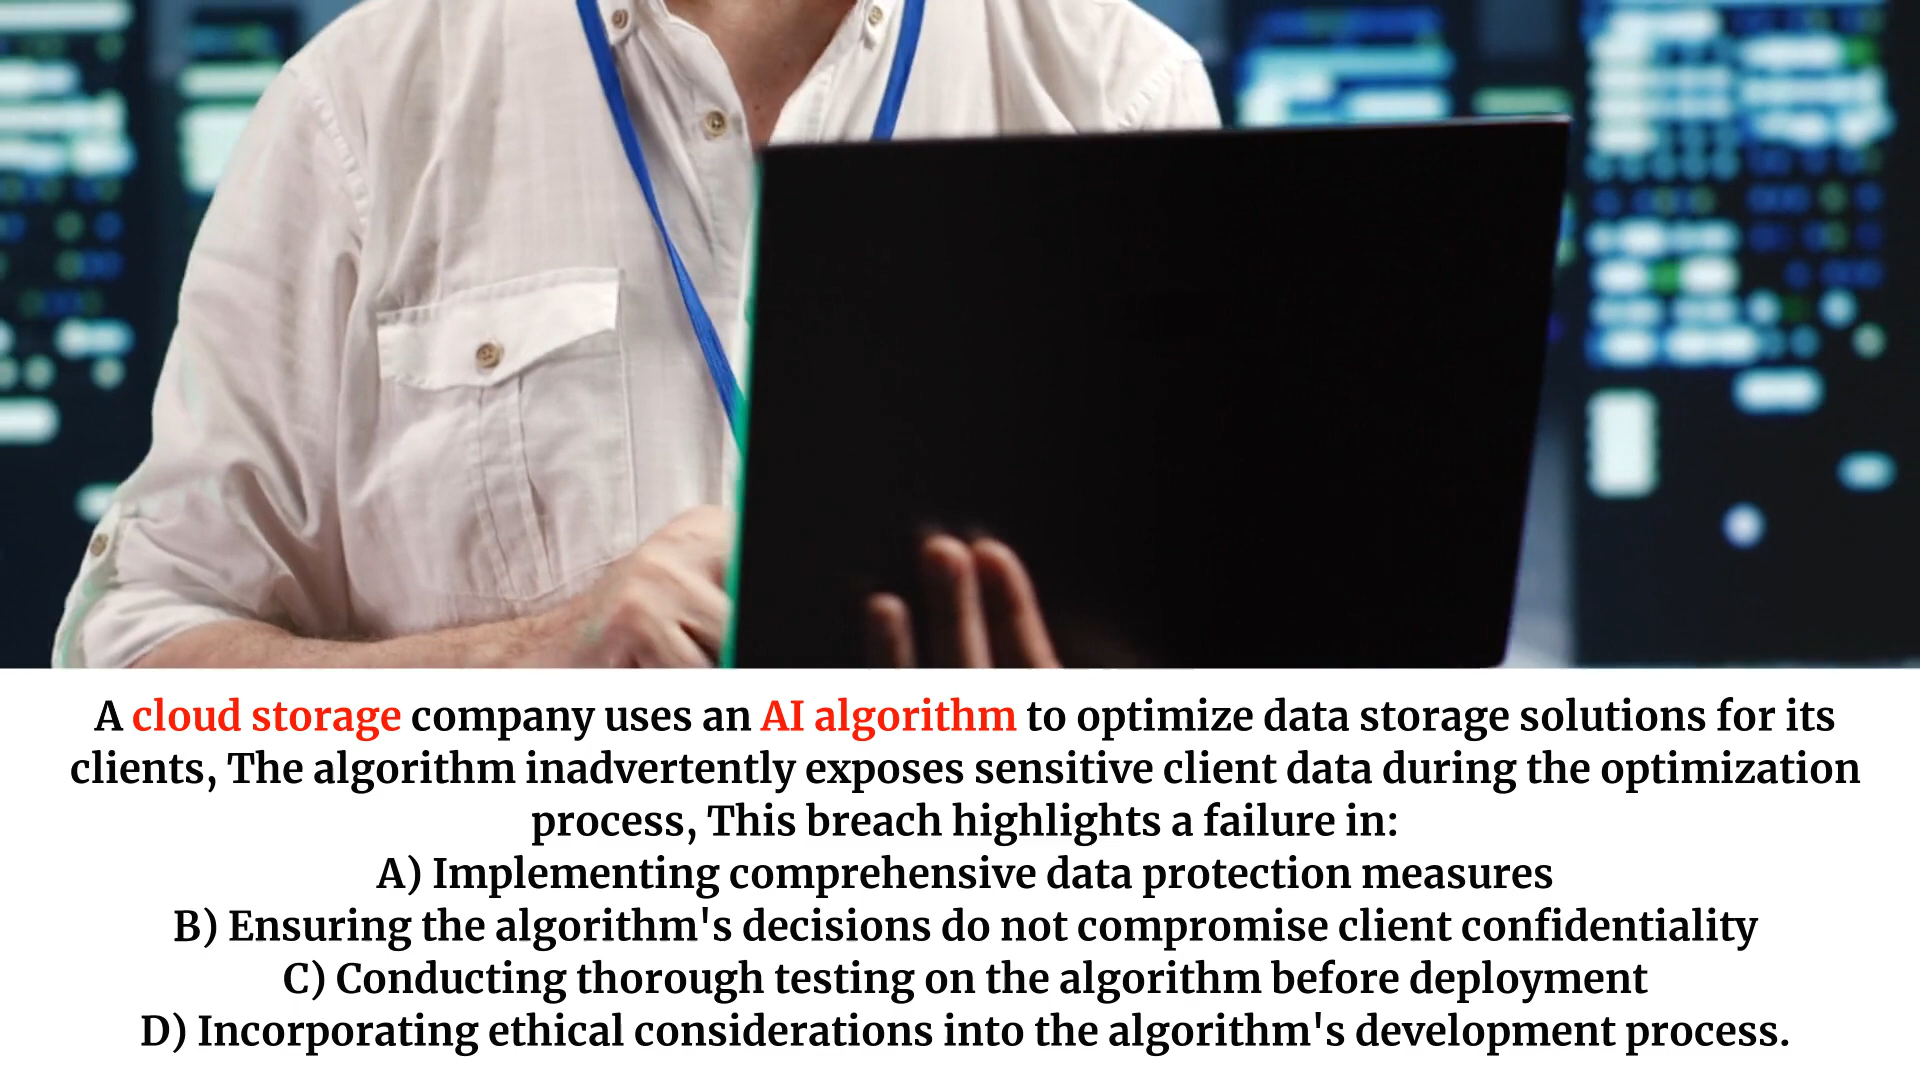 A cloud storage company uses an AI algorithm to optimize data storage solutions for its
clients, The algorithm inadvertently exposes sensitive client data during the optimization
process, This breach highlights a failure in:
A) Implementing comprehensive data protection measures
B) Ensuring the algorithm's decisions do not compromise client confidentiality
C) Conducting thorough testing on the algorithm before deployment
D) Incorporating ethical considerations into the algorithm's development process.